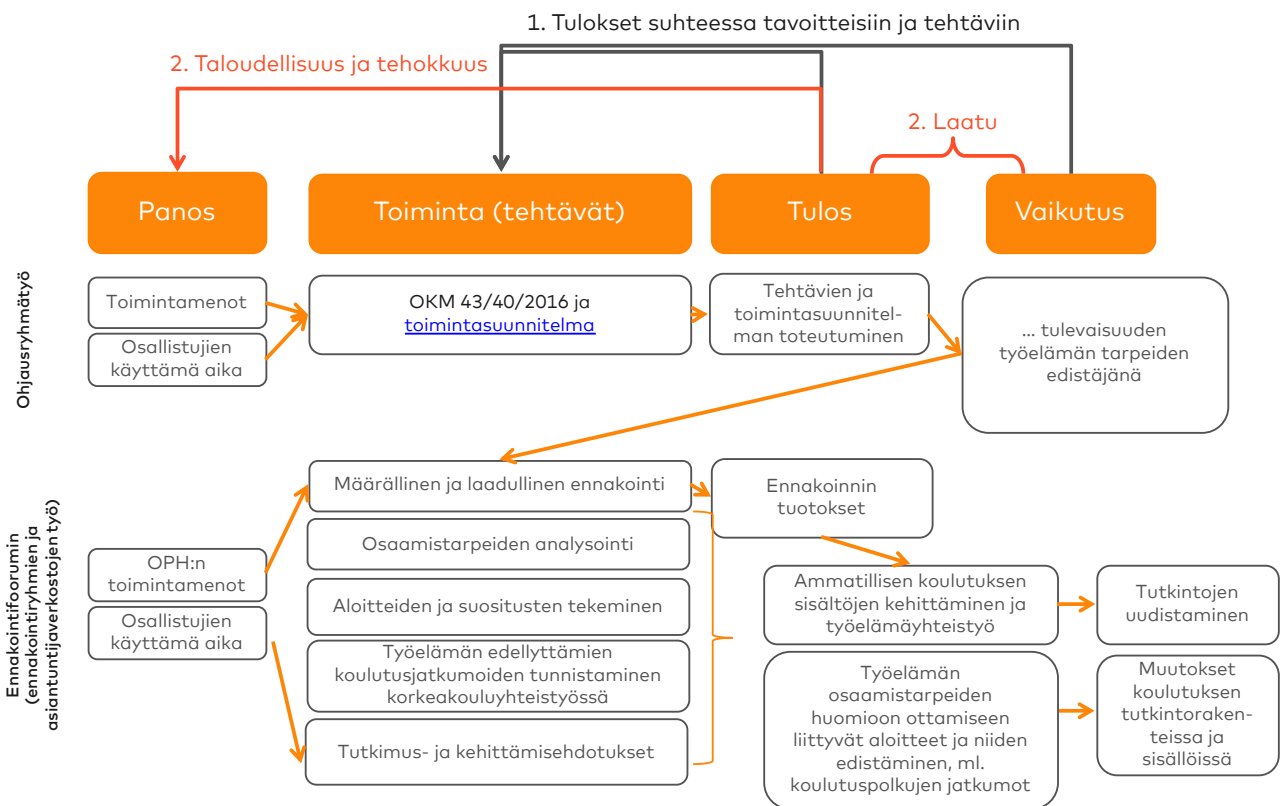 1. Tulokset suhteessa tavoitteisiin ja tehtäviin
2. Taloudellisuus ja tehokkuus
2. Laatu
Panos
Toiminta (tehtävät)
Tulos
Vaikutus
Ohjausryhmätyö
Toimintamenot
Osallistujien
käyttämä aika
OKM 43/40/2016 ja
toimintasuunnitelma
Tehtävien ja
toimintasuunnitel-
man toteutuminen
... tulevaisuuden
työelämän tarpeiden
edistäjänä
Ennakointifoorumin
(ennakointiryhmien ja
asiantuntijaverkostojen työ)
OPH:n
toimintamenot
Osallistujien
käyttämä aika
Määrällinen ja laadullinen ennakointi
Osaamistarpeiden analysointi
Aloitteiden ja suositusten tekeminen
Työelämän edellyttämien
koulutusjatkumoiden tunnistaminen
korkeakouluyhteistyössä
Tutkimus- ja kehittämisehdotukset
Ennakoinnin
tuotokset
Ammatillisen koulutuksen
sisältöjen kehittäminen ja
työelämäyhteistyö
Työelämän
osaamistarpeiden
huomioon ottamiseen
liittyvät aloitteet ja niiden
edistäminen, ml.
koulutuspolkujen jatkumot
Tutkintojen
uudistaminen
Muutokset
koulutuksen
tutkintoraken-
teissa ja
sisällöissä